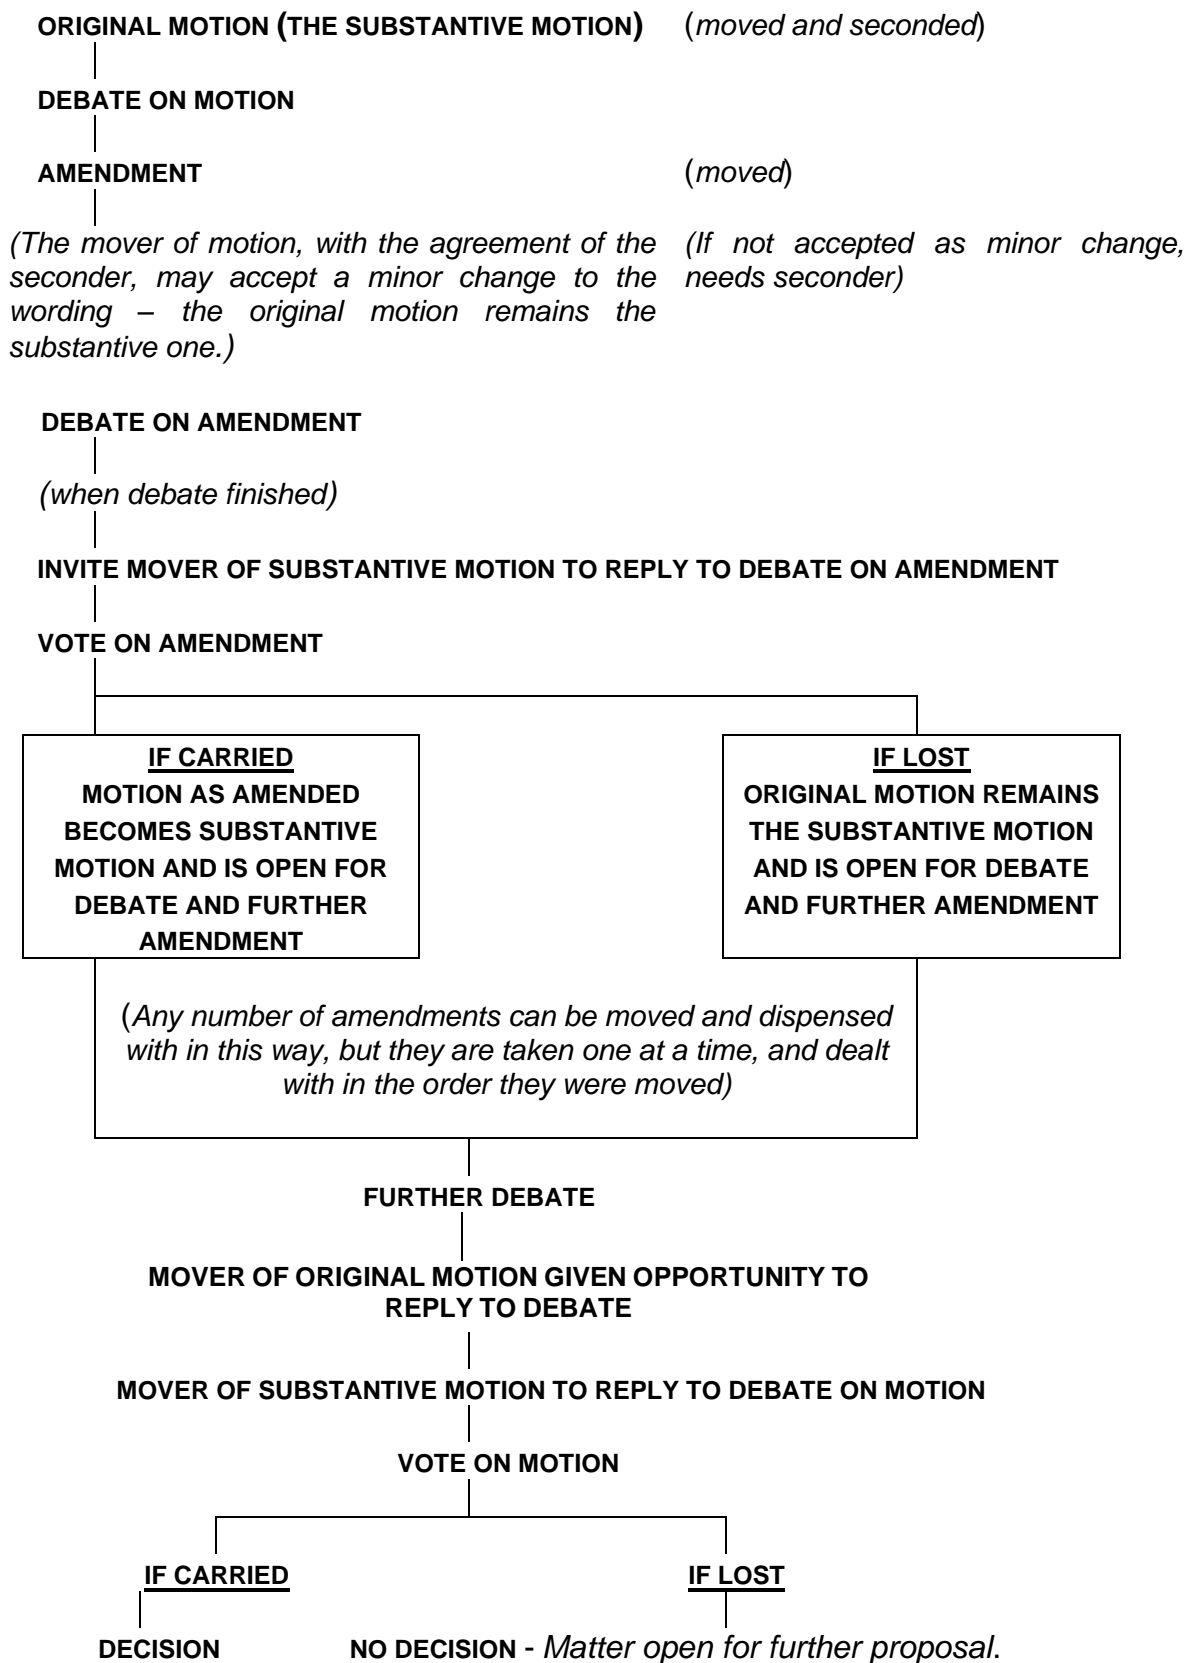 ORIGINAL MOTION (THE SUBSTANTIVE MOTION) (moved and seconded)
DEBATE ON MOTION
AMENDMENT (moved)
(The mover of motion, with the agreement of the
seconder, may accept a minor change to the
wording – the original motion remains the
substantive one.)
(If not accepted as minor change,
needs seconder)
DEBATE ON AMENDMENT
(when debate finished)
INVITE MOVER OF SUBSTANTIVE MOTION TO REPLY TO DEBATE ON AMENDMENT
VOTE ON AMENDMENT
IF CARRIED
MOTION AS AMENDED
BECOMES SUBSTANTIVE
MOTION AND IS OPEN FOR
DEBATE AND FURTHER
AMENDMENT
IF LOST
ORIGINAL MOTION REMAINS
THE SUBSTANTIVE MOTION
AND IS OPEN FOR DEBATE
AND FURTHER AMENDMENT
(Any number of amendments can be moved and dispensed
with in this way, but they are taken one at a time, and dealt
with in the order they were moved)
FURTHER DEBATE
MOVER OF ORIGINAL MOTION GIVEN OPPORTUNITY TO
REPLY TO DEBATE
MOVER OF SUBSTANTIVE MOTION TO REPLY TO DEBATE ON MOTION
VOTE ON MOTION
IF CARRIED
IF LOST
DECISION
NO DECISION - Matter open for further proposal.